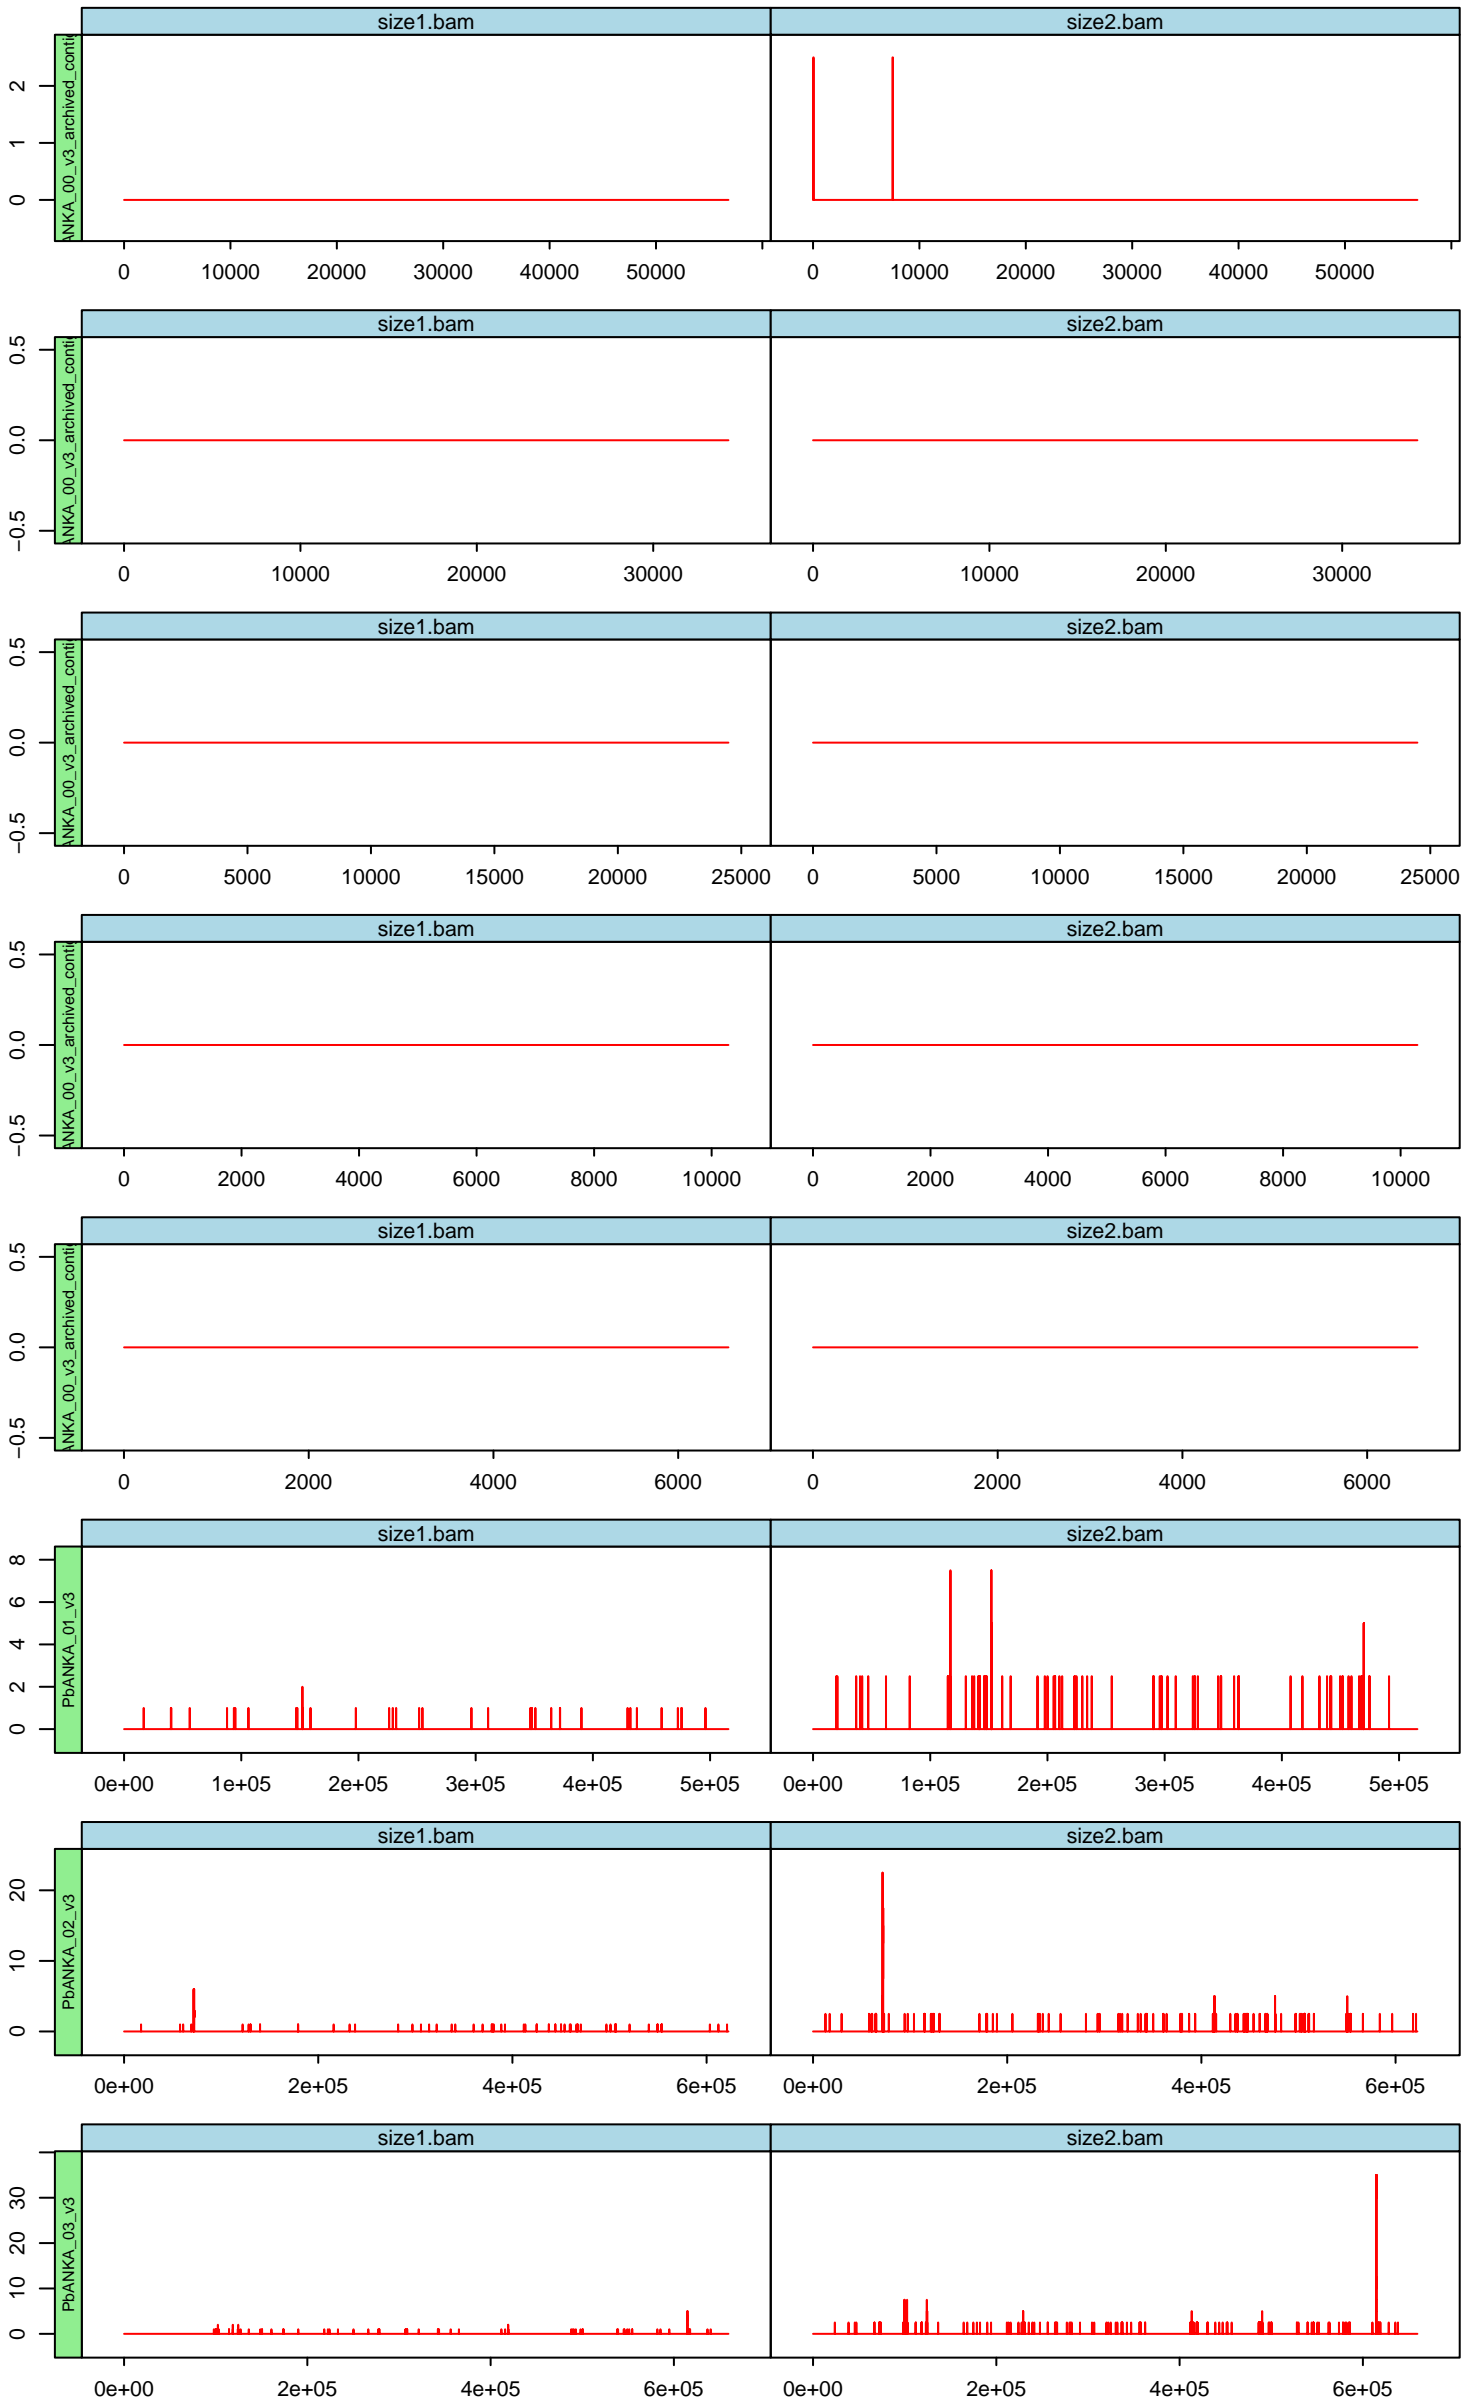 size1.bam size2.bam
ANKA_00_v3_archived_conti
0 1 2
0 10000 20000 30000 40000 50000 0 10000 20000 30000 40000 50000
size1.bam size2.bam
ANKA_00_v3_archived_conti
−0.5 0.0 0.5
0 10000 20000 30000 0 10000 20000 30000
size1.bam size2.bam
ANKA_00_v3_archived_conti
−0.5 0.0 0.5
0 5000 10000 15000 20000 25000 0 5000 10000 15000 20000 25000
size1.bam size2.bam
ANKA_00_v3_archived_conti
−0.5 0.0 0.5
0 2000 4000 6000 8000 10000 0 2000 4000 6000 8000 10000
size1.bam size2.bam
ANKA_00_v3_archived_conti
−0.5 0.0 0.5
0 2000 4000 6000 0 2000 4000 6000
size1.bam size2.bam
PbANKA_01_v3
0 2 4 6 8
0e+00 1e+05 2e+05 3e+05 4e+05 5e+05 0e+00 1e+05 2e+05 3e+05 4e+05 5e+05
size1.bam size2.bam
PbANKA_02_v3
0 10 20
0e+00 2e+05 4e+05 6e+05 0e+00 2e+05 4e+05 6e+05
size1.bam size2.bam
PbANKA_03_v3
0 10 20 30
0e+00 2e+05 4e+05 6e+05 0e+00 2e+05 4e+05 6e+05